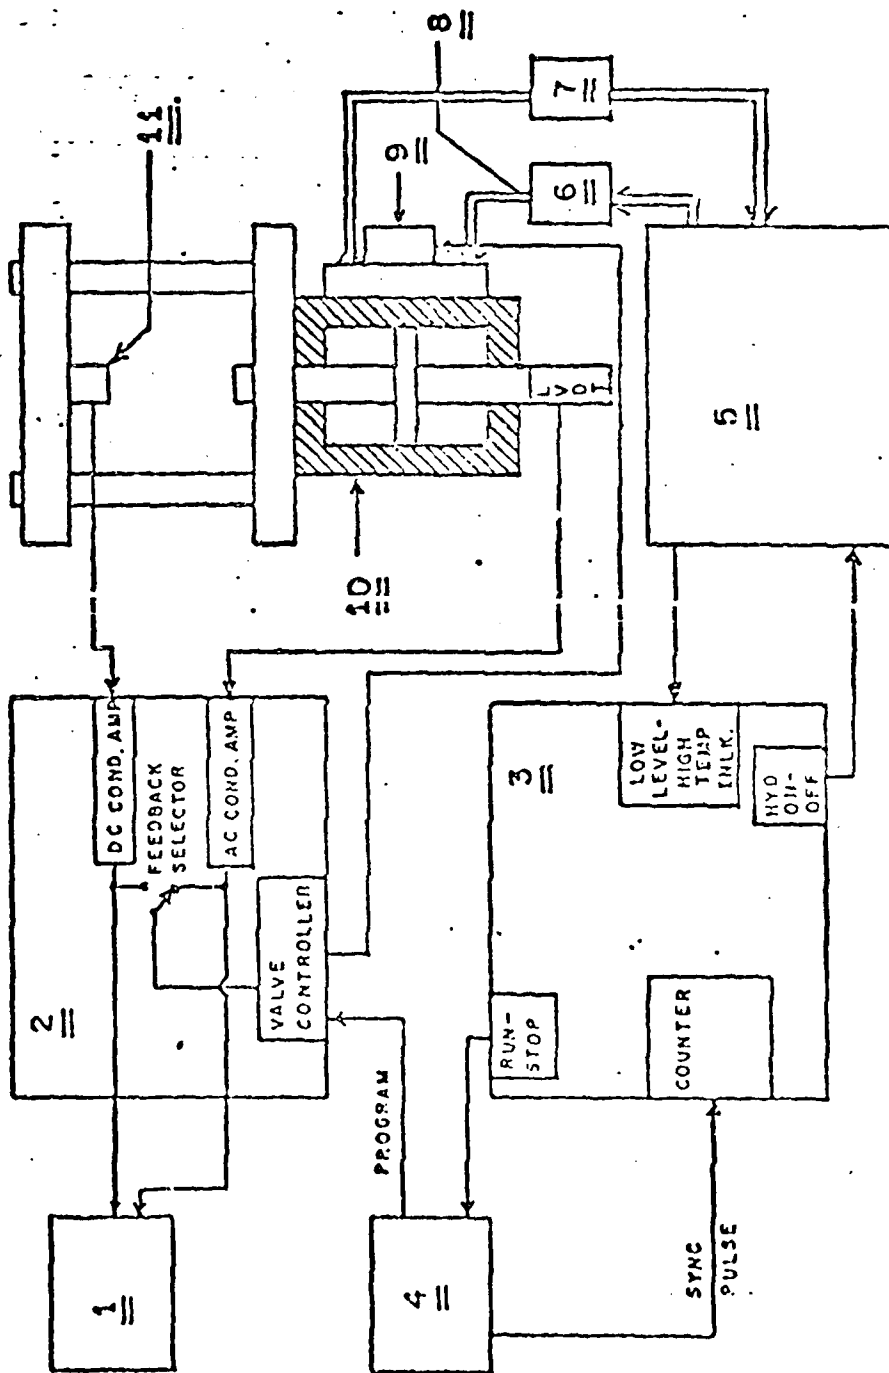 1
2
DC COND. AMP
FEEDBACK
SELECTOR
AC COND. AMP
VALVE
CONTROLLER
PROGRAM
4
RUN-
STOP
COUNTER
SYNC
PULSE
3
LOW
LEVEL-
HIGH
TEMP
INLK.
HYD
ON-
OFF
5
6
7
8
9
10
11
LVDT